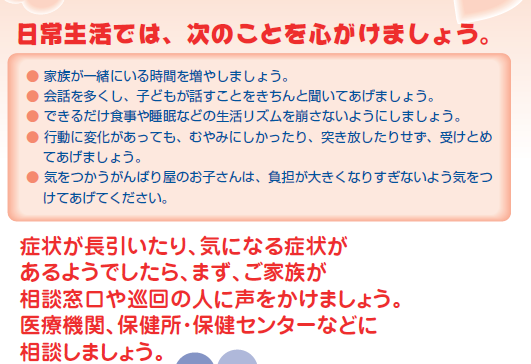 日常生活では、次のことを心がけましょう。
● 家族が一緒にいる時間を増やしましょう。
● 会話を多くし、子どもが話すことをきちんと聞いてあげましょう。
● できるだけ食事や睡眠などの生活リズムを崩さないようにしましょう。
● 行動に変化があっても、むやみにしかったり、突き放したりせず、受けとめ
てあげましょう。
● 気をつかうがんばり屋のお子さんは、負担が大きくなりすぎないよう気をつ
けてあげてください。
症状が長引いたり、気になる症状が
あるようでしたら、まず、ご家族が
相談窓口や巡回の人に声をかけましょう。
医療機関、保健所・保健センターなどに
相談しましょう。